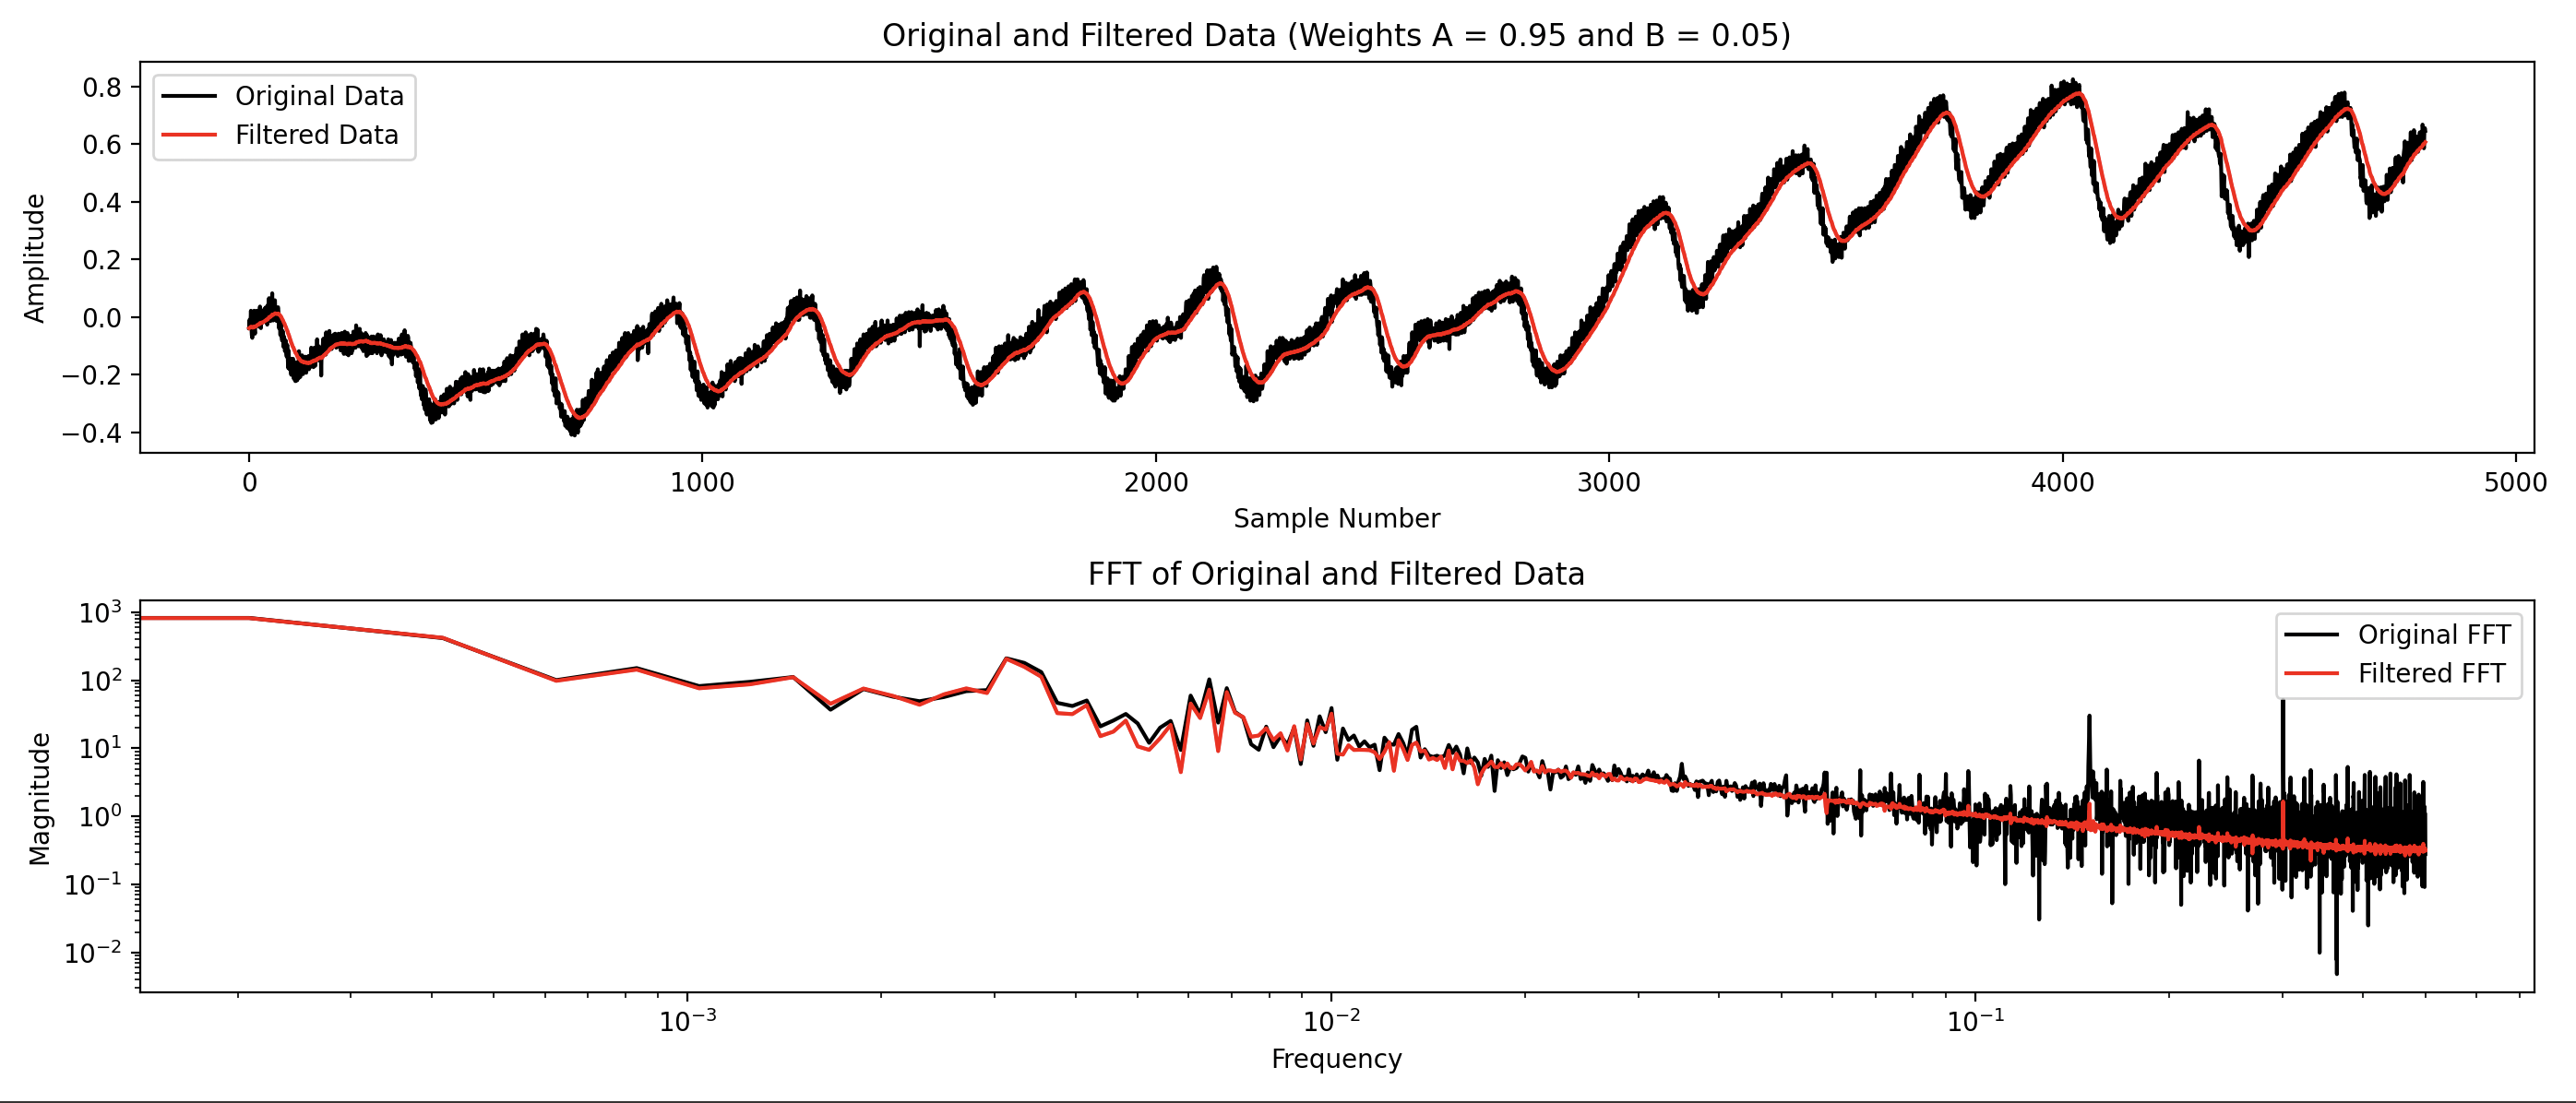 Original and Filtered Data (Weights A = 0.95 and B = 0.05)
Original Data
Filtered Data
Amplitude
0.8
0.6
0.4
0.2
0.0
−0.2
−0.4
0 1000 2000 3000 4000 5000
Sample Number
FFT of Original and Filtered Data
Original FFT
Filtered FFT
Magnitude
10³
10²
10¹
10⁰
10⁻¹
10⁻²
10⁻³ 10⁻² 10⁻¹
Frequency